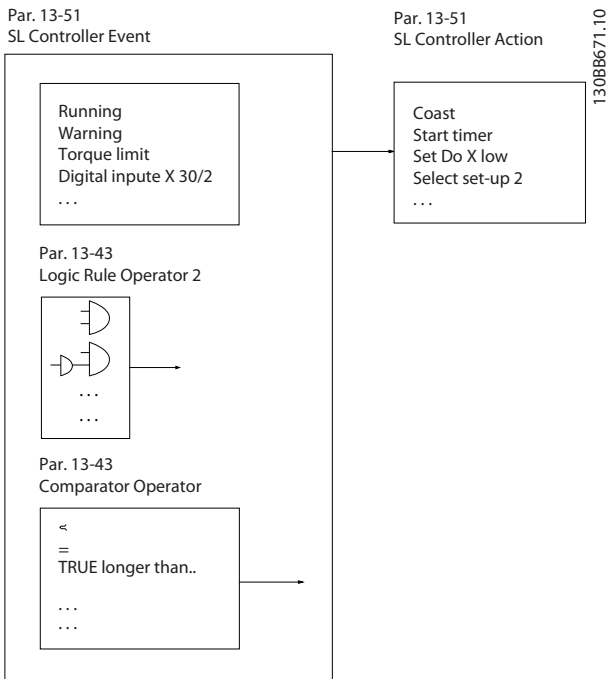 Par. 13-51
SL Controller Event
Par. 13-51
SL Controller Action
130BB671.10
Running
Warning
Torque limit
Digital inpute X 30/2
. . .
Coast
Start timer
Set Do X low
Select set-up 2
. . .
Par. 13-43
Logic Rule Operator 2
. . .
. . .
Par. 13-43
Comparator Operator
=
TRUE longer than..
. . .
. . .